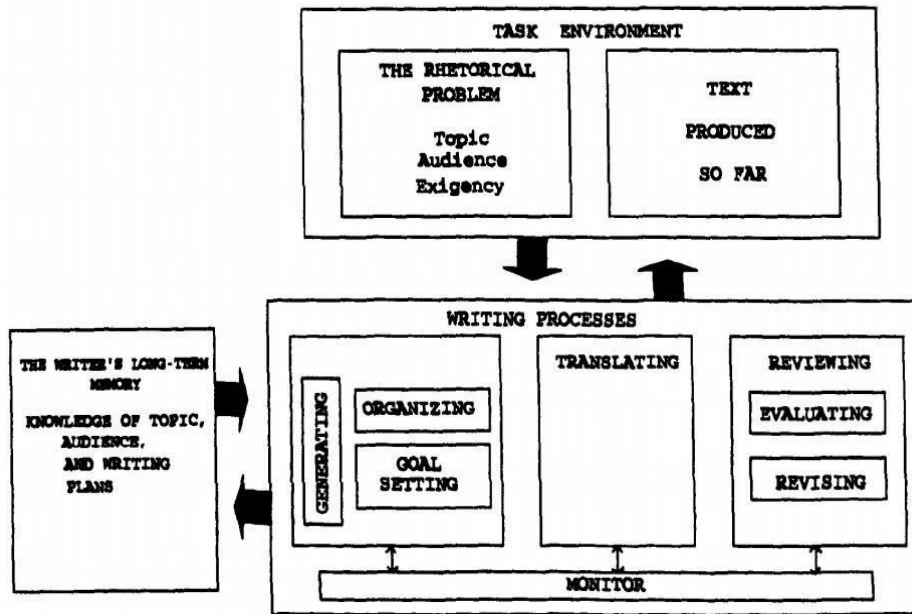 TASK ENVIRONMENT
THE RHETORICAL
PROBLEM
Topic
Audience
Exigency
TEXT
PRODUCED
SO FAR
WRITING PROCESSES
THE WRITER'S LONG-TERM
MEMORY
KNOWLEDGE OF TOPIC,
AUDIENCE,
AND WRITING
PLANS
GENERATING
ORGANIZING
GOAL
SETTING
TRANSLATING
REVIEWING
EVALUATING
REVISING
MONITOR